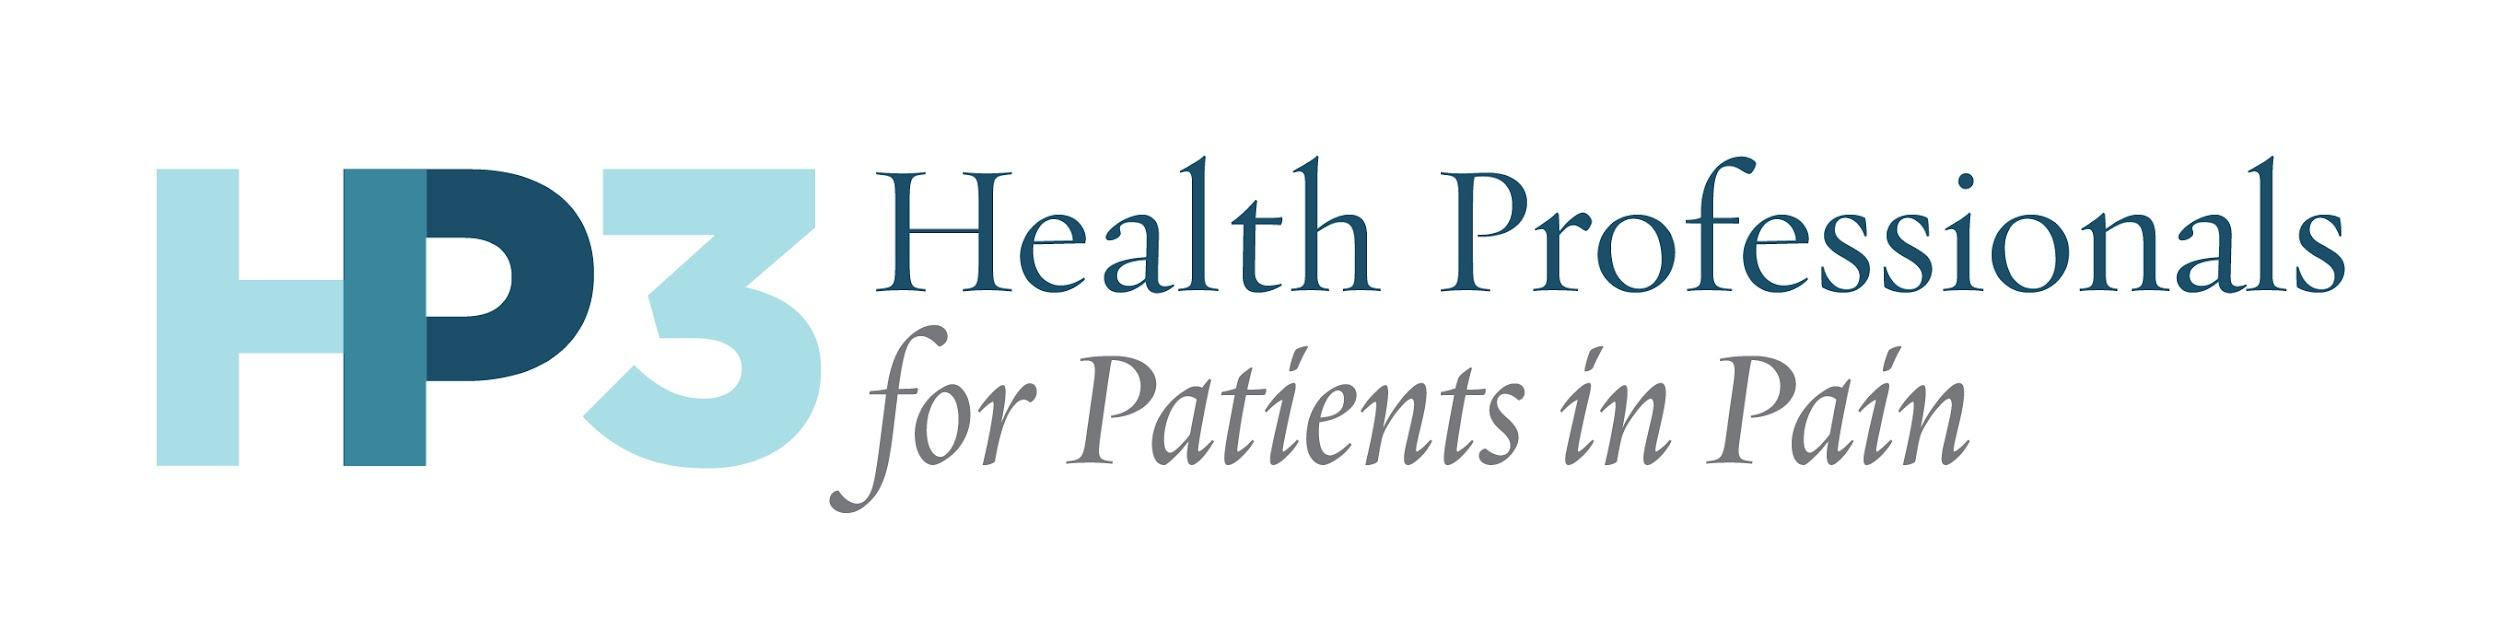 HP3
Health Professionals
for Patients in Pain